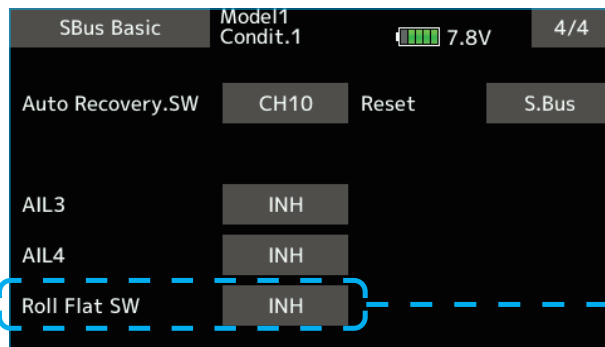 SBus Basic
Model1
Condit.1
7.8V
4/4
Auto Recovery.SW CH10 Reset S.Bus
AIL3 INH
AIL4 INH
Roll Flat SW INH